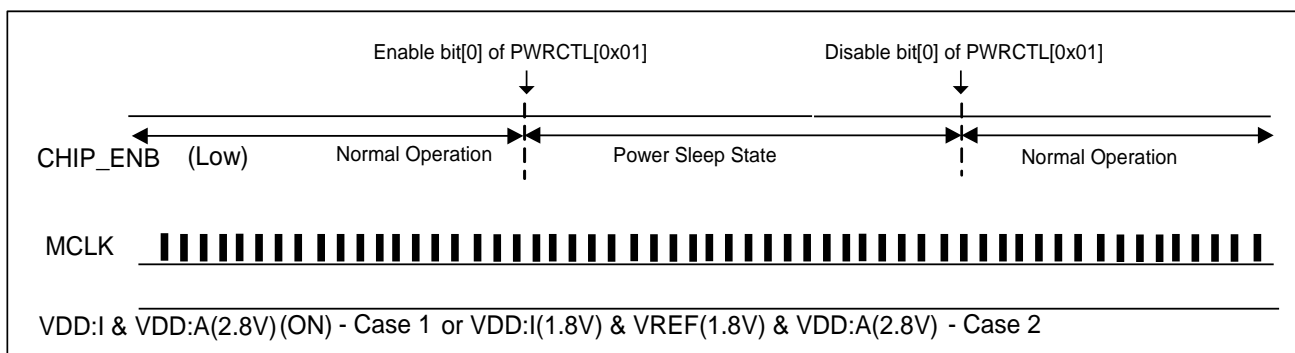 Enable bit[0] of PWRCTL[0x01] Disable bit[0] of PWRCTL[0x01]
CHIP_ENB (Low) Normal Operation Power Sleep State Normal Operation
MCLK
VDD:I & VDD:A(2.8V)(ON) - Case 1 or VDD:I(1.8V) & VREF(1.8V) & VDD:A(2.8V) - Case 2